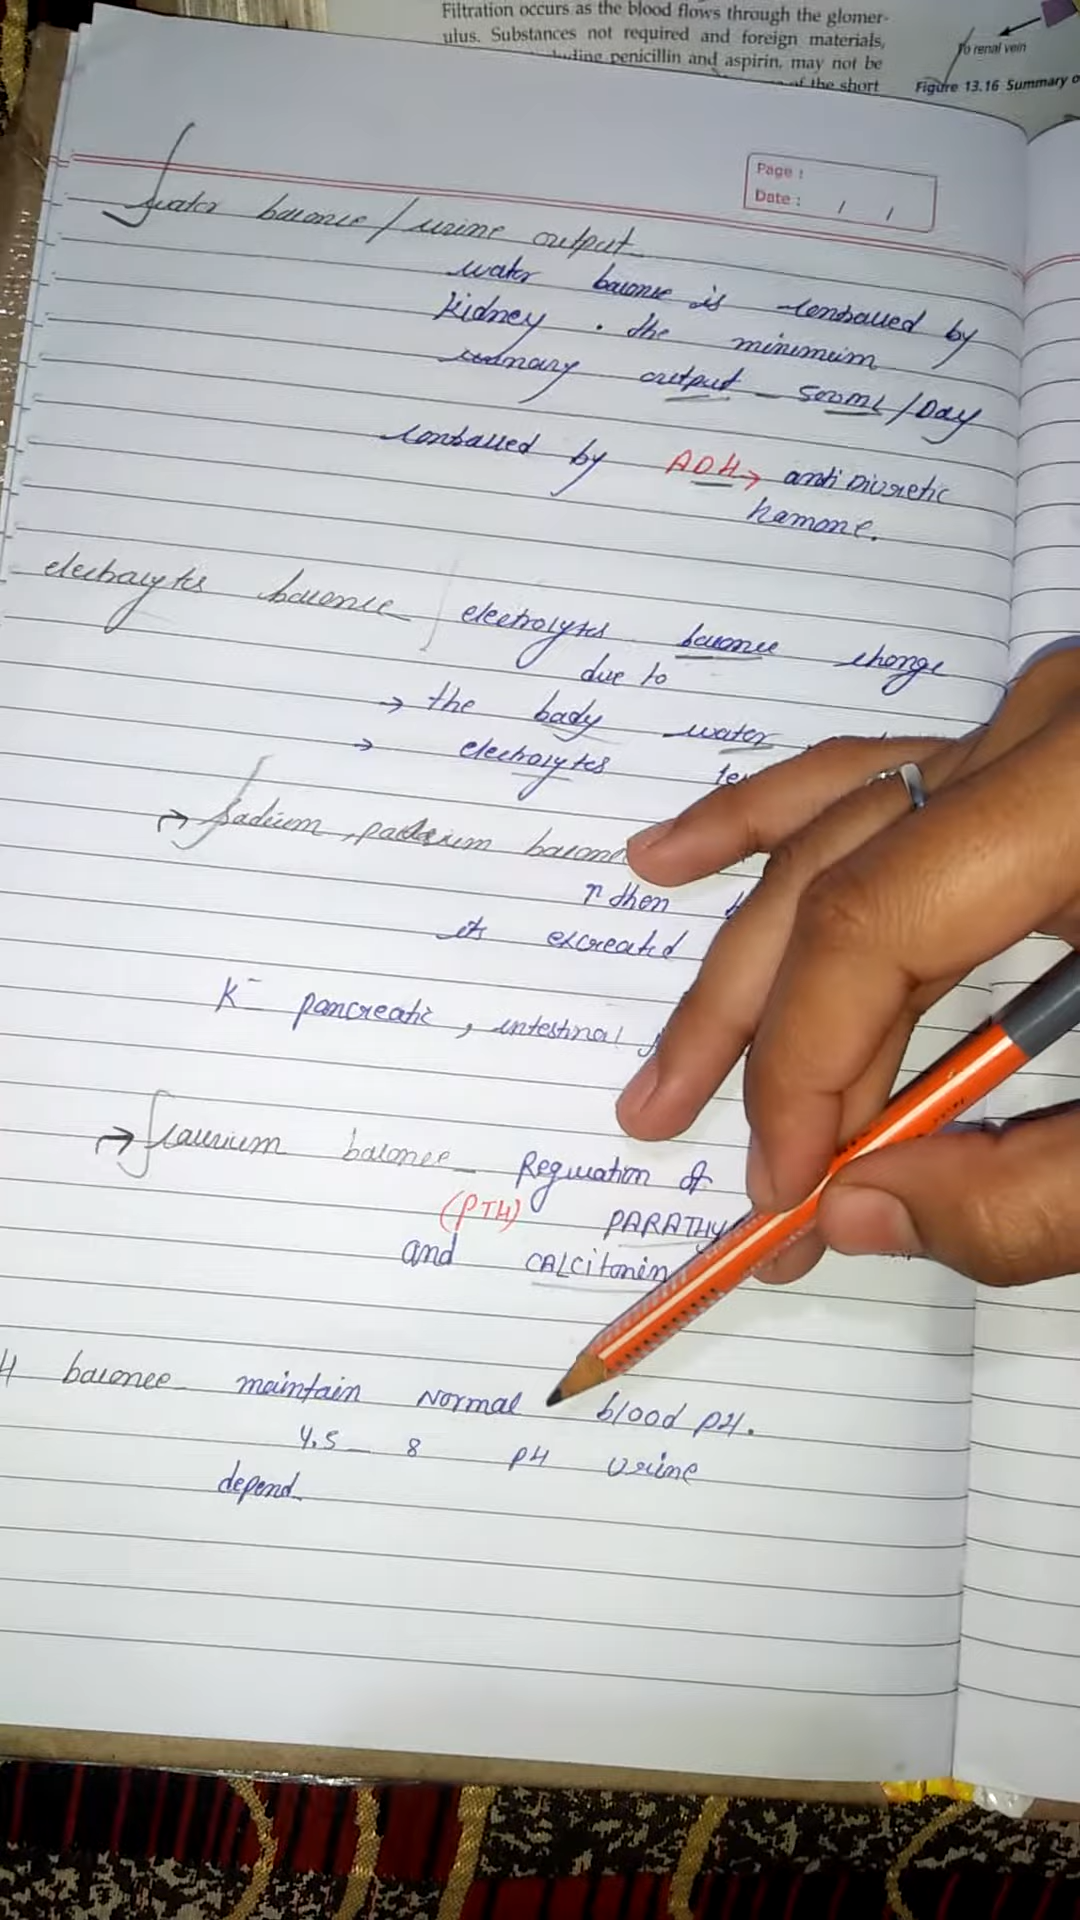 Filtration occurs as the blood flows through the glomer-
ulus. Substances not required and foreign materials,
penicillin and aspirin, may not be
of the short
To renal vein
Figure 13.16 Summary o
Page :
Date : / /
water balance / urine output
water balance is controlled by
kidney . the minimum
urinary output - 500ML / Day
controlled by ADH → anti Diuretic
hamone.
electrolytes balance electrolytes balance change
due to
→ the body water
→ electrolytes
→ sodium, potassium balance
↑ then
its excreated
K⁻ pancreatic, intestinal
→ calcium balance - Regulation of
(PTH) PARATHY
and CALCitonin
H balance - maintain Normal blood pH.
4.5 - 8 pH urine
depend